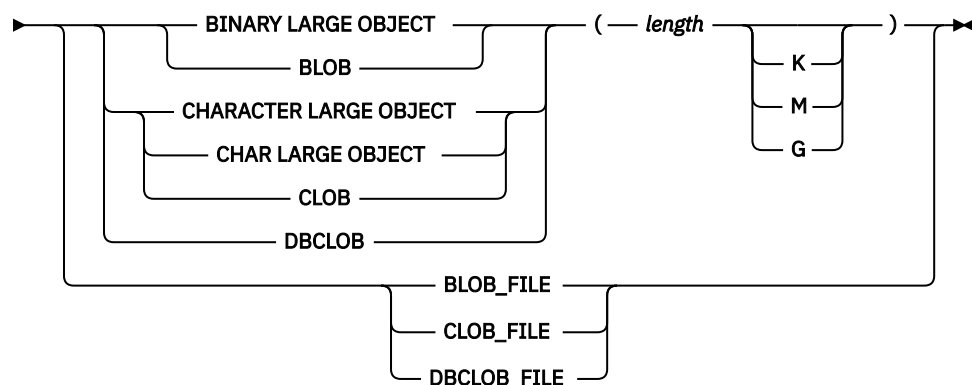 BINARY LARGE OBJECT ( length )
BLOB K
CHARACTER LARGE OBJECT M
CHAR LARGE OBJECT G
CLOB
DBCLOB
BLOB_FILE
CLOB_FILE
DBCLOB_FILE